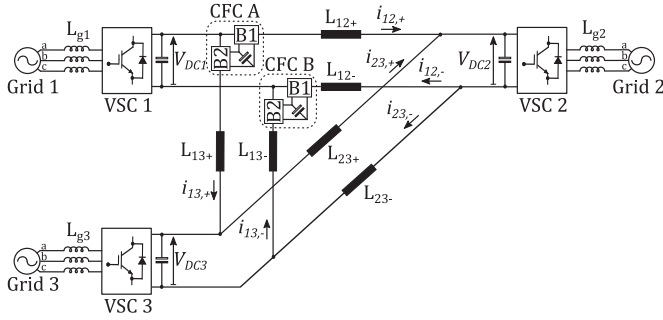 CFC A
L12+
i12,+
Lg1
a
b
c
Grid 1
VSC 1
VDC1
B1
B2
CFC B
B1
B2
L12-
i23,+
i12,-
VDC2
VSC 2
Lg2
a
b
c
Grid 2
i23,-
L13+
L13-
L23+
L23-
i13,+
i13,-
Lg3
a
b
c
Grid 3
VSC 3
VDC3